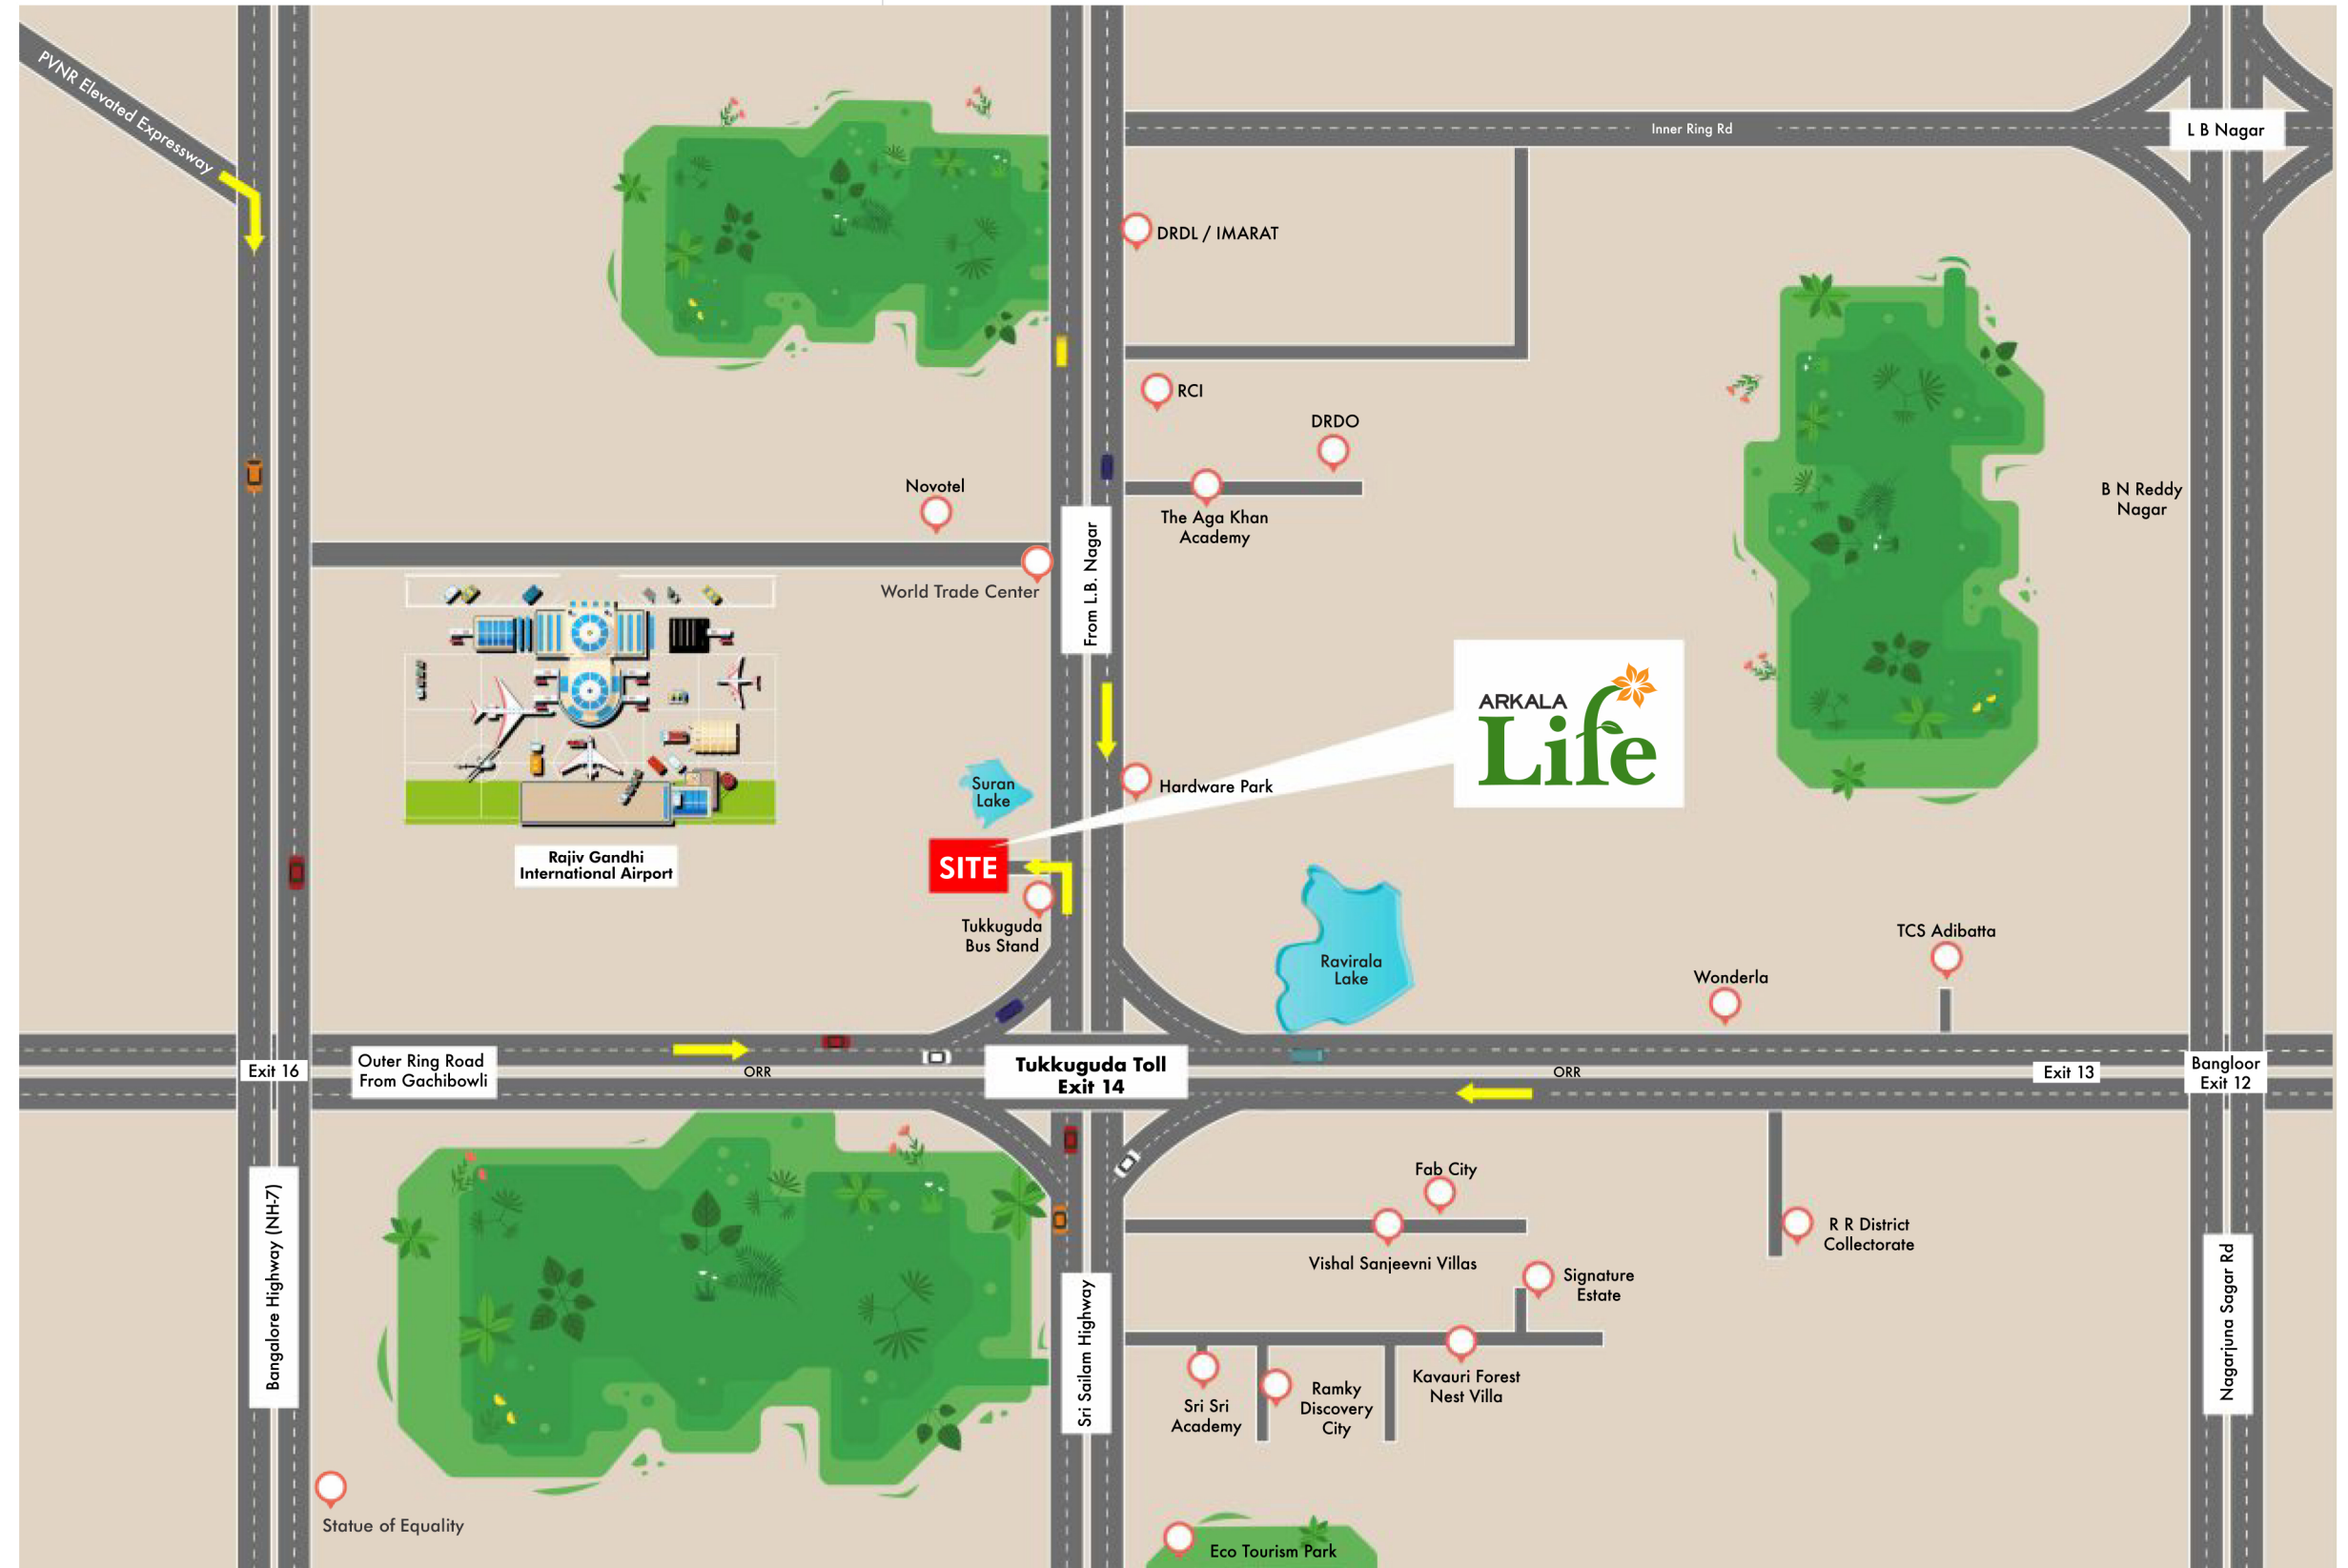 PVNR Elevated Expressway
Inner Ring Rd
L B Nagar
DRDL / IMARAT
RCI
DRDO
Novotel
The Aga Khan
Academy
B N Reddy
Nagar
World Trade Center
From L.B. Nagar
ARKALA
Life
Suran
Lake
Hardware Park
Rajiv Gandhi
International Airport
SITE
Tukkuguda
Bus Stand
Ravirala
Lake
TCS Adibatta
Wonderla
Exit 16
Outer Ring Road
From Gachibowli
ORR
Tukkuguda Toll
Exit 14
ORR
Exit 13
Bangloor
Exit 12
Bangalore Highway (NH-7)
Sri Sailam Highway
Nagarjuna Sagar Rd
Fab City
Vishal Sanjeevni Villas
R R District
Collectorate
Signature
Estate
Kavauri Forest
Nest Villa
Sri Sri
Academy
Ramky
Discovery
City
Statue of Equality
Eco Tourism Park